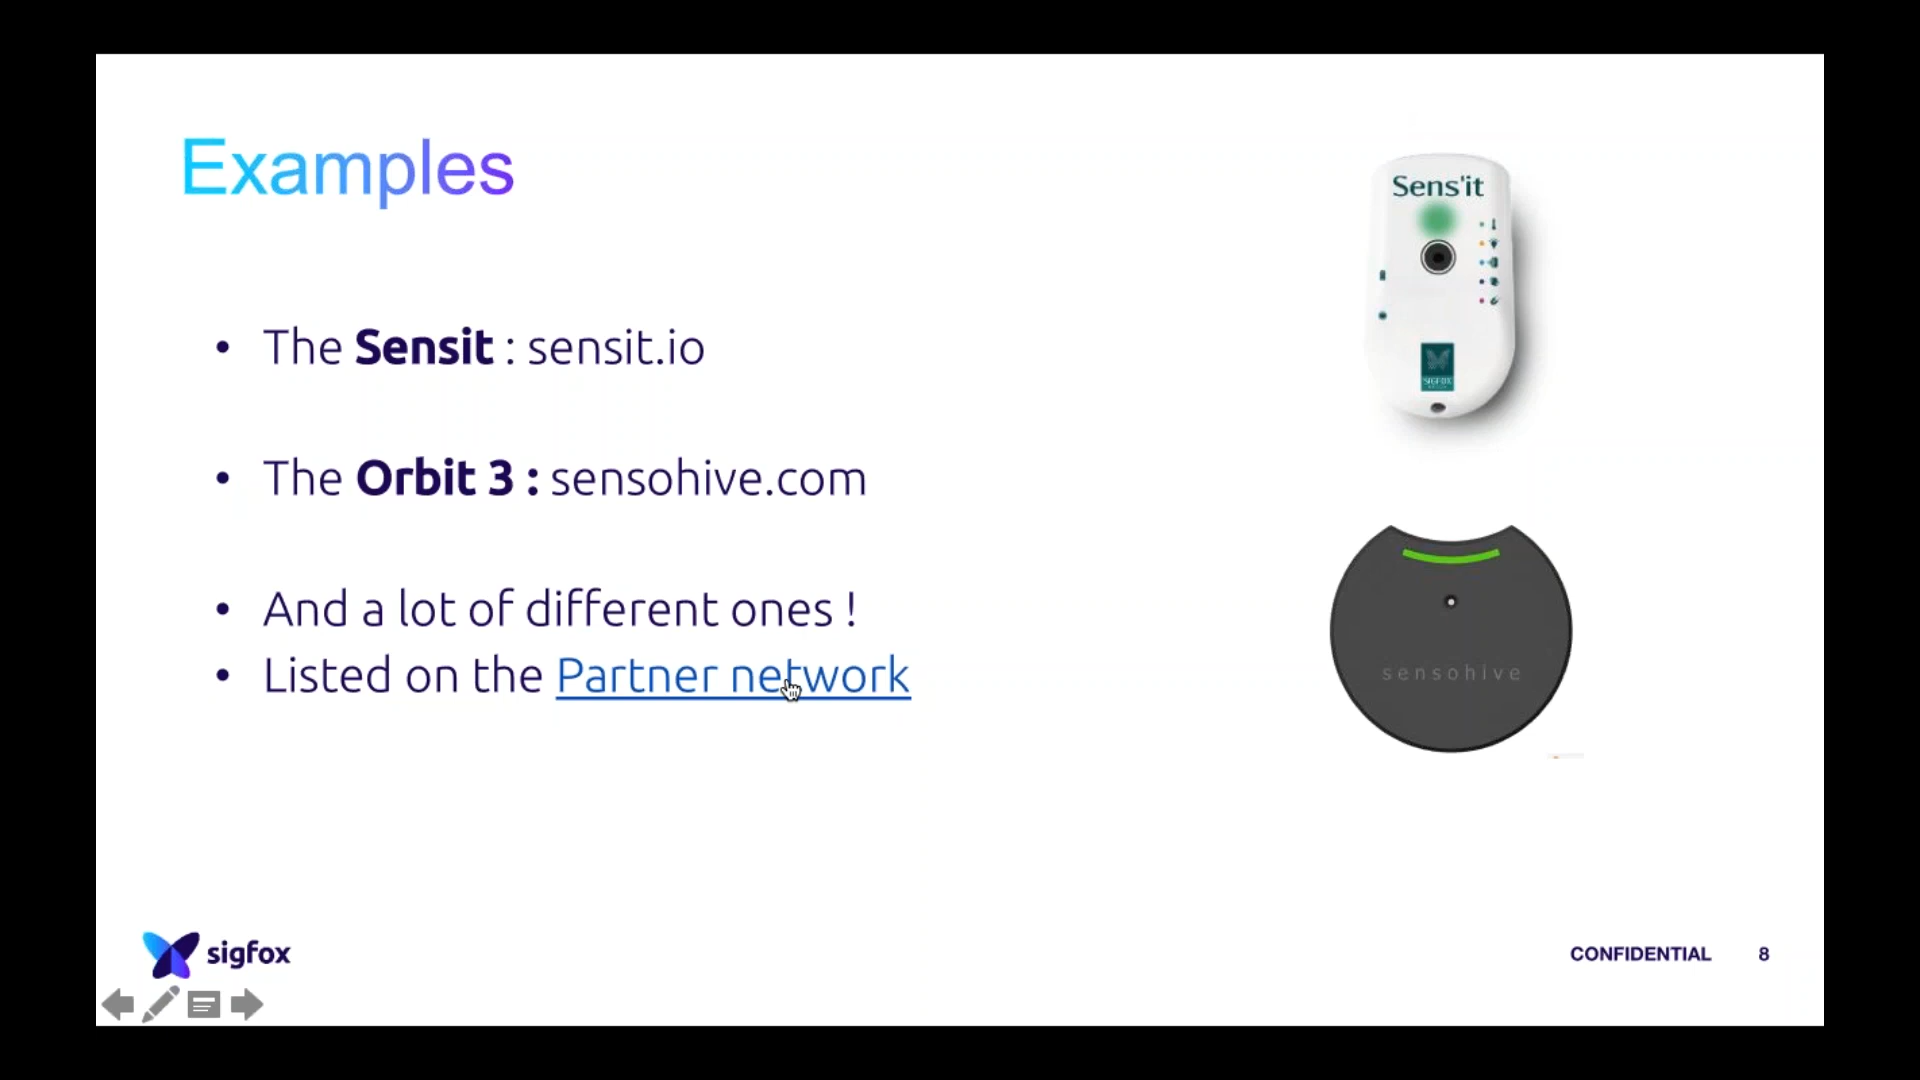 Examples
• The Sensit : sensit.io
• The Orbit 3 : sensohive.com
• And a lot of different ones !
• Listed on the Partner network
Sens'it
SIGFOX
sensohive
sigfox
CONFIDENTIAL 8